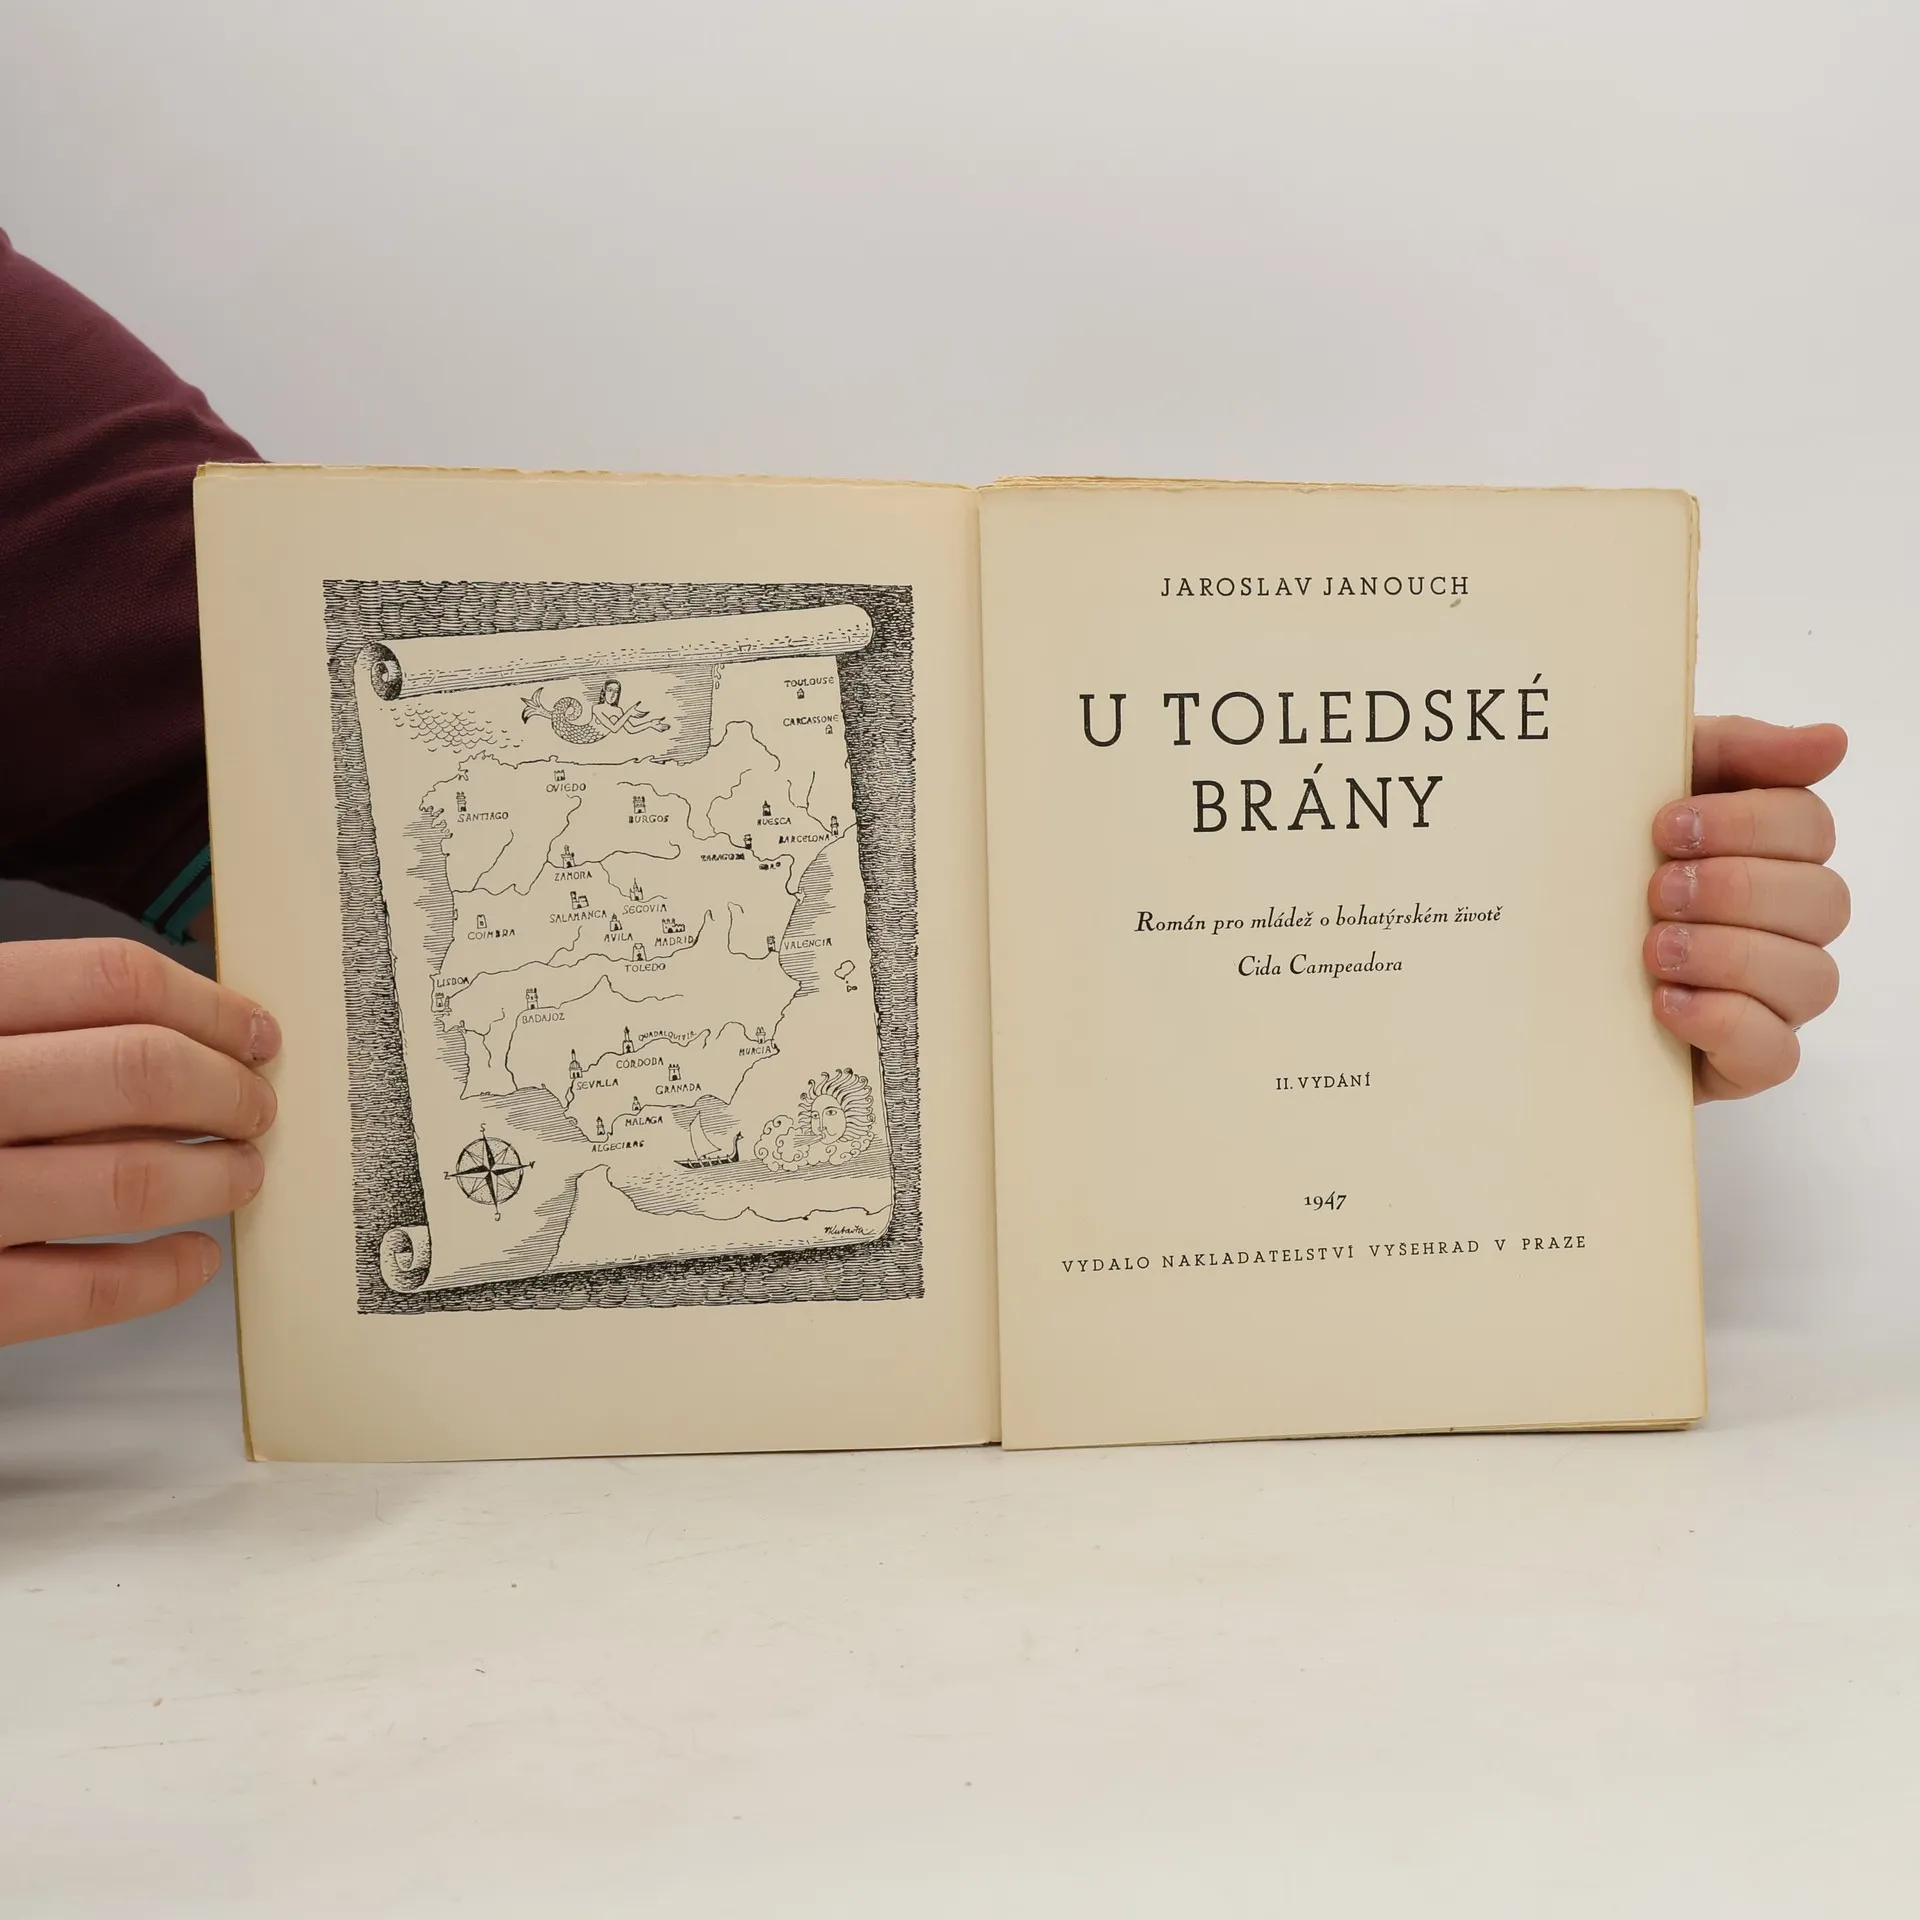 TOULOUSE
CARCASSONE
OVIEDO
SANTIAGO
BURGOS
HUESCA
BARCELONA
ZARAGOZA
ZAMORA
SALAMANCA
SEGOVIA
COIMBRA
AVILA
MADRID
VALENCIA
TOLEDO
LISBOA
BADAJOZ
GUADALQUIVIR
CÓRDOBA
MURCIA
SEVILLA
GRANADA
MALAGA
ALGECIRAS
S
Z
V
J
JAROSLAV JANOUCH
U TOLEDSKÉ
BRÁNY
Román pro mládež o bohatýrském životě
Cida Campeadora
II. VYDÁNÍ
1947
VYDALO NAKLADATELSTVÍ VYŠEHRAD V PRAZE